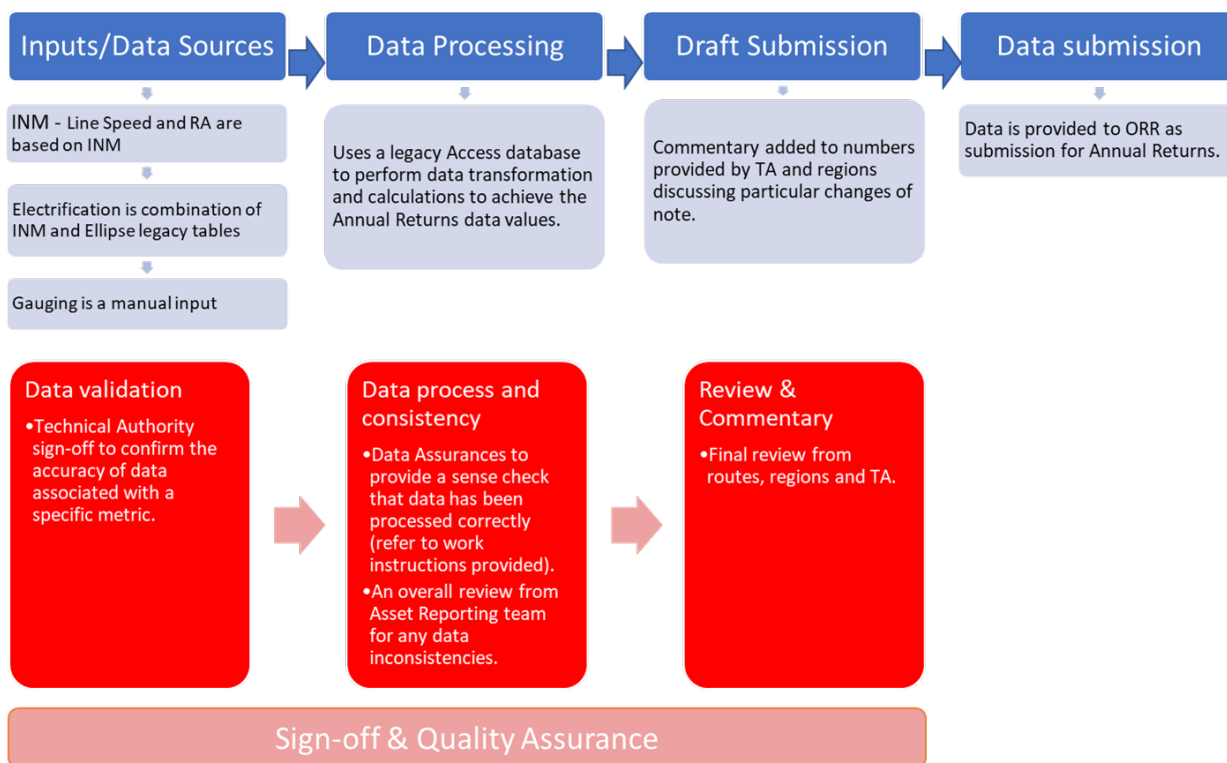 Inputs/Data Sources
Data Processing
Draft Submission
Data submission
INM - Line Speed and RA are
based on INM
Electrification is combination of
INM and Ellipse legacy tables
Gauging is a manual input
Uses a legacy Access database
to perform data transformation
and calculations to achieve the
Annual Returns data values.
Commentary added to numbers
provided by TA and regions
discussing particular changes of
note.
Data is provided to ORR as
submission for Annual Returns.
Data validation
•Technical Authority
sign-off to confirm the
accuracy of data
associated with a
specific metric.
Data process and
consistency
•Data Assurances to
provide a sense check
that data has been
processed correctly
(refer to work
instructions provided).
•An overall review from
Asset Reporting team
for any data
inconsistencies.
Review &
Commentary
•Final review from
routes, regions and TA.
Sign-off & Quality Assurance